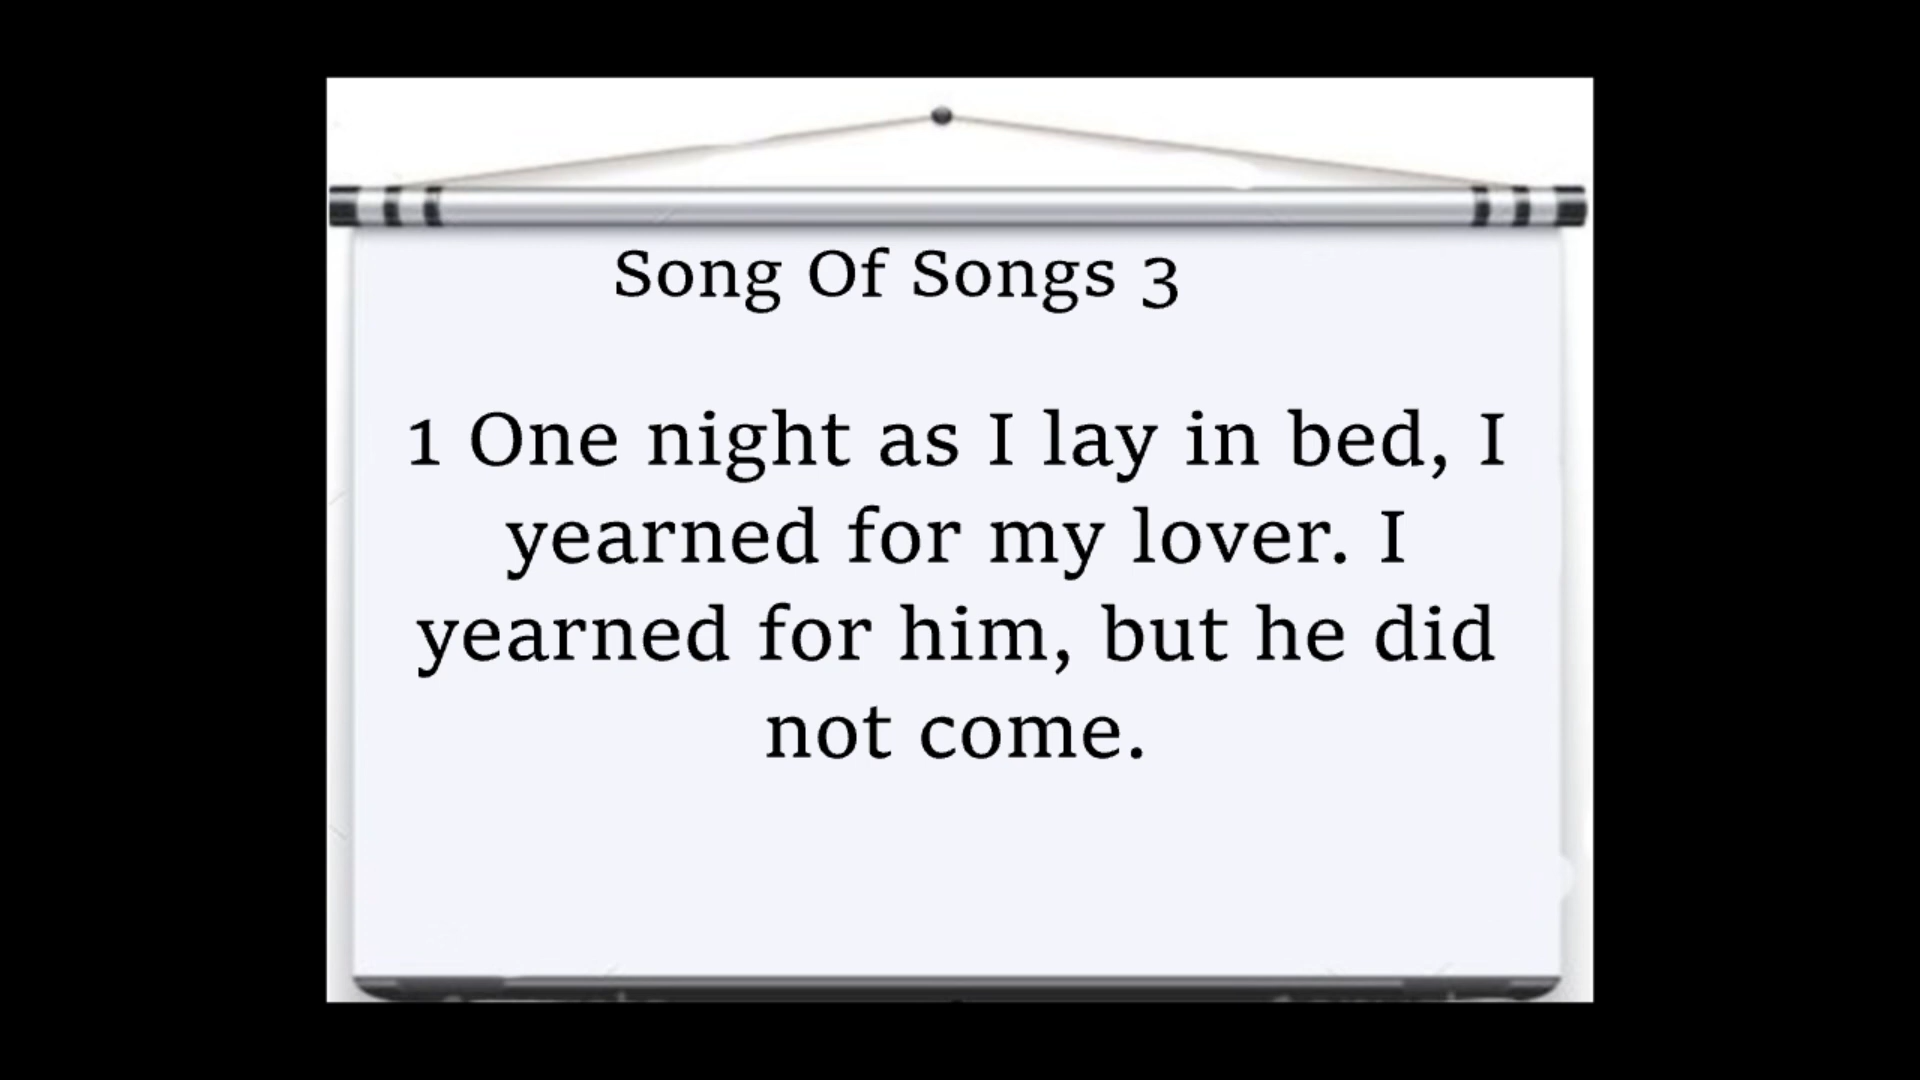 Song Of Songs 3
1 One night as I lay in bed, I
yearned for my lover. I
yearned for him, but he did
not come.